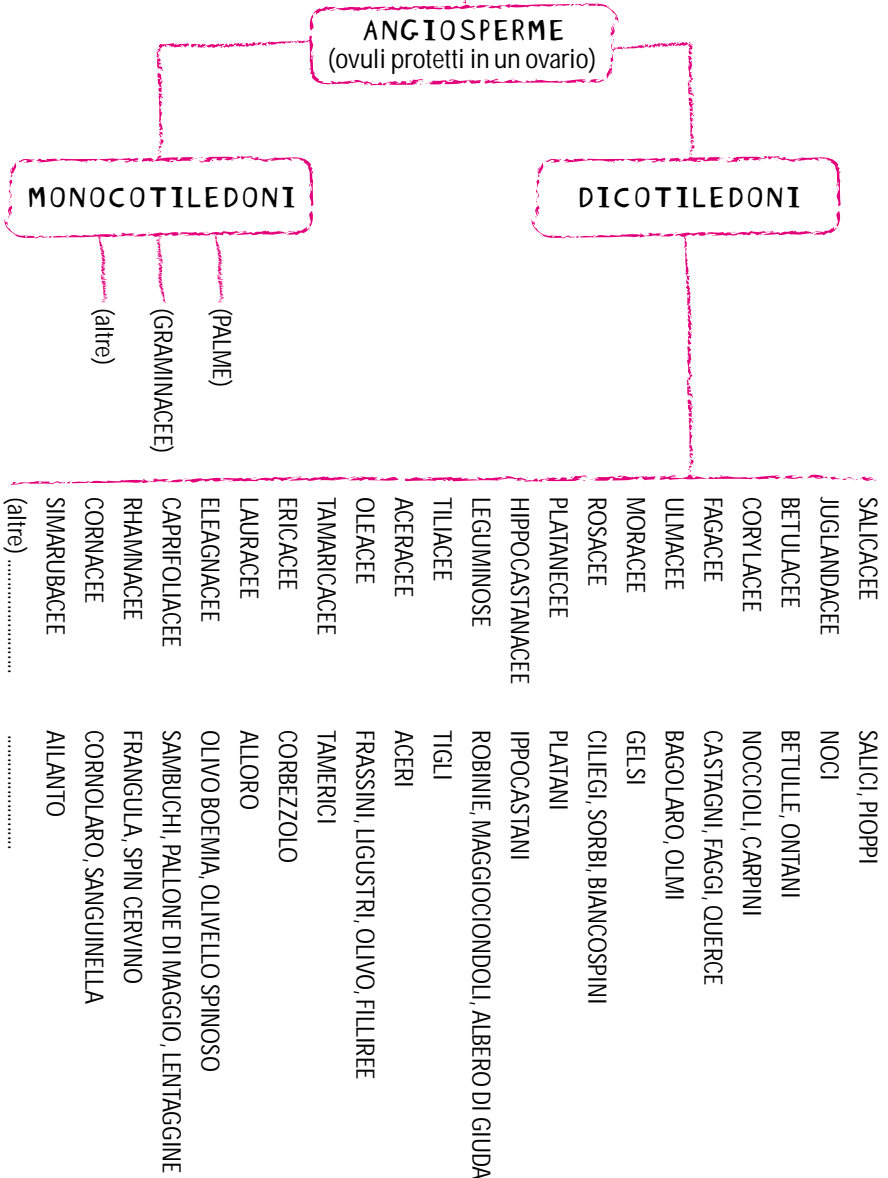 ANGIOSPERME
(ovuli protetti in un ovario)
MONOCOTILEDONI
DICOTILEDONI
(PALME)
(GRAMINACEE)
(altre)
SALICACEE SALICI, PIOPPI
JUGLANDACEE NOCI
BETULACEE BETULLE, ONTANI
CORYLACEE NOCCIOLI, CARPINI
FAGACEE CASTAGNI, FAGGI, QUERCE
ULMACEE BAGOLARO, OLMI
MORACEE GELSI
ROSACEE CILIEGI, SORBI, BIANCOSPINI
PLATANECEE PLATANI
HIPPOCASTANACEE IPPOCASTANI
LEGUMINOSE ROBINIE, MAGGIOCIONDOLI, ALBERO DI GIUDA
TILIACEE TIGLI
ACERACEE ACERI
OLEACEE FRASSINI, LIGUSTRI, OLIVO, FILLIREE
TAMARICACEE TAMERICI
ERICACEE CORBEZZOLO
LAURACEE ALLORO
ELEAGNACEE OLIVO BOEMIA, OLIVELLO SPINOSO
CAPRIFOLIACEE SAMBUCHI, PALLONE DI MAGGIO, LENTAGGINE
RHAMNACEE FRANGULA, SPIN CERVINO
CORNACEE CORNOLARO, SANGUINELLA
SIMARUBACEE AILANTO
(altre) ...................... ......................